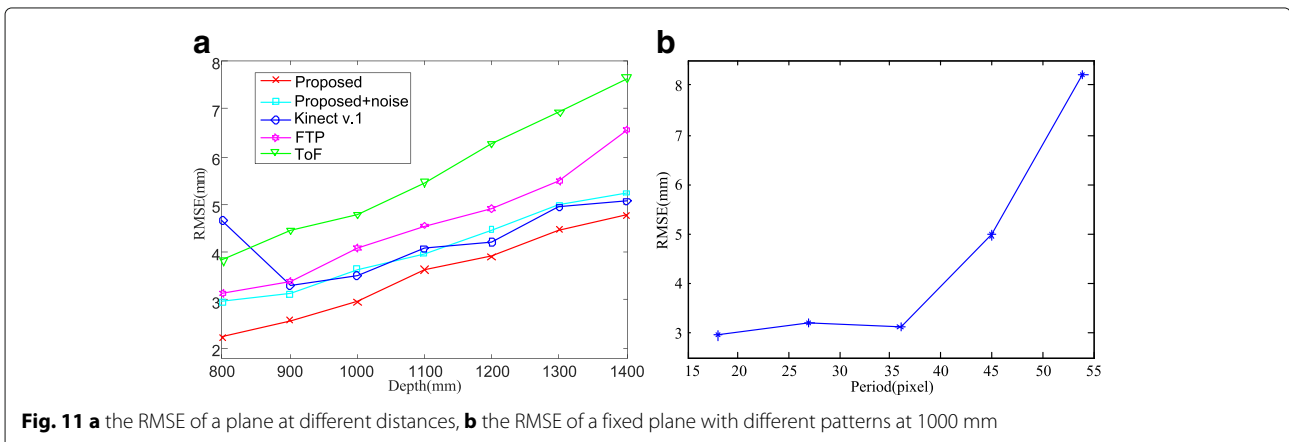 a
8
7
6
5
4
3
2
RMSE(mm)
Proposed
Proposed+noise
Kinect v.1
FTP
ToF
800 900 1000 1100 1200 1300 1400
Depth(mm)
b
8
7
6
5
4
3
RMSE(mm)
15 20 25 30 35 40 45 50 55
Period(pixel)
Fig. 11 a the RMSE of a plane at different distances, b the RMSE of a fixed plane with different patterns at 1000 mm